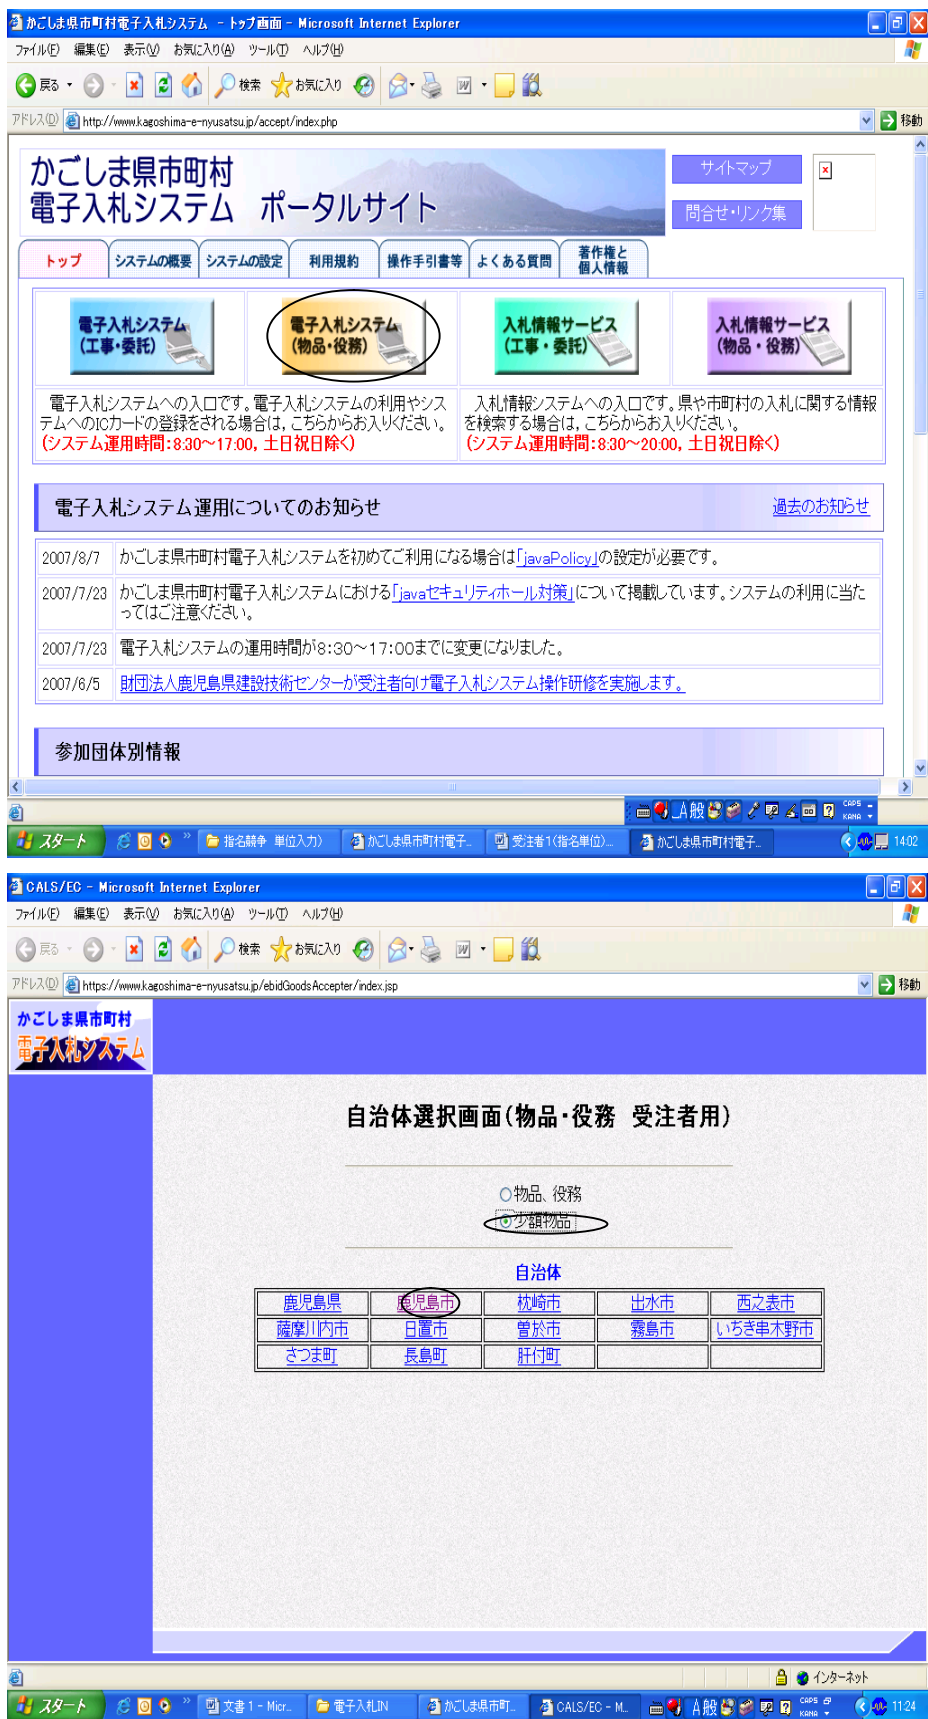 かごしま県市町村電子入札システム - トップ画面 - Microsoft Internet Explorer
ファイル(F) 編集(E) 表示(V) お気に入り(A) ツール(T) ヘルプ(H)
戻る 検索 お気に入り
アドレス(D) http://www.kagoshima-e-nyusatsu.jp/accept/index.php 移動
かごしま県市町村
電子入札システム ポータルサイト
サイトマップ
問合せ・リンク集
トップ システムの概要 システムの設定 利用規約 操作手引書等 よくある質問 著作権と個人情報
電子入札システム(工事・委託) 電子入札システム(物品・役務) 入札情報サービス(工事・委託) 入札情報サービス(物品・役務)
電子入札システムへの入口です。電子入札システムの利用やシス
テムへのICカードの登録をされる場合は，こちらからお入りください。
(システム運用時間：8:30～17:00，土日祝日除く)
入札情報システムへの入口です。県や市町村の入札に関する情報
を検索する場合は，こちらからお入りください。
(システム運用時間：8:30～20:00，土日祝日除く)
電子入札システム運用についてのお知らせ 過去のお知らせ
2007/8/7 かごしま県市町村電子入札システムを初めてご利用になる場合は「javaPolicy」の設定が必要です。
2007/7/23 かごしま県市町村電子入札システムにおける「javaセキュリティホール対策」について掲載しています。システムの利用に当た
ってはご注意ください。
2007/7/23 電子入札システムの運用時間が8:30～17:00までに変更になりました。
2007/6/5 財団法人鹿児島県建設技術センターが受注者向け電子入札システム操作研修を実施します。
参加団体別情報
A 般 CAPS KANA
スタート 指名競争 単位入力) かごしま県市町村電子... 受注者1(指名単位)... かごしま県市町村電子... 14:02
CALS/EC - Microsoft Internet Explorer
ファイル(F) 編集(E) 表示(V) お気に入り(A) ツール(T) ヘルプ(H)
戻る 検索 お気に入り
アドレス(D) https://www.kagoshima-e-nyusatsu.jp/ebidGoodsAccepter/index.jsp 移動
かごしま県市町村
電子入札システム
自治体選択画面(物品・役務 受注者用)
物品、役務
少額物品
自治体
鹿児島県 鹿児島市 枕崎市 出水市 西之表市
薩摩川内市 日置市 曽於市 霧島市 いちき串木野市
さつま町 長島町 肝付町
インターネット
スタート 文書 1 - Micr... 電子入札IN かごしま県市町... CALS/EC - M... A 般 CAPS KANA 11:24